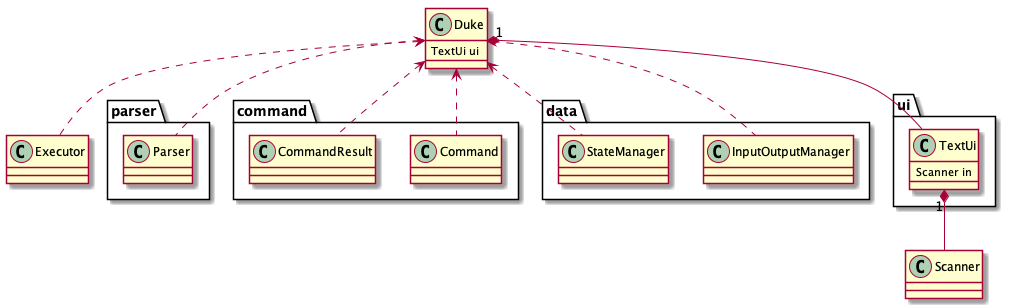 C Duke
TextUi ui
1
parser
command
data
ui
C Executor
C Parser
C CommandResult
C Command
C StateManager
C InputOutputManager
C TextUi
Scanner in
1
C Scanner